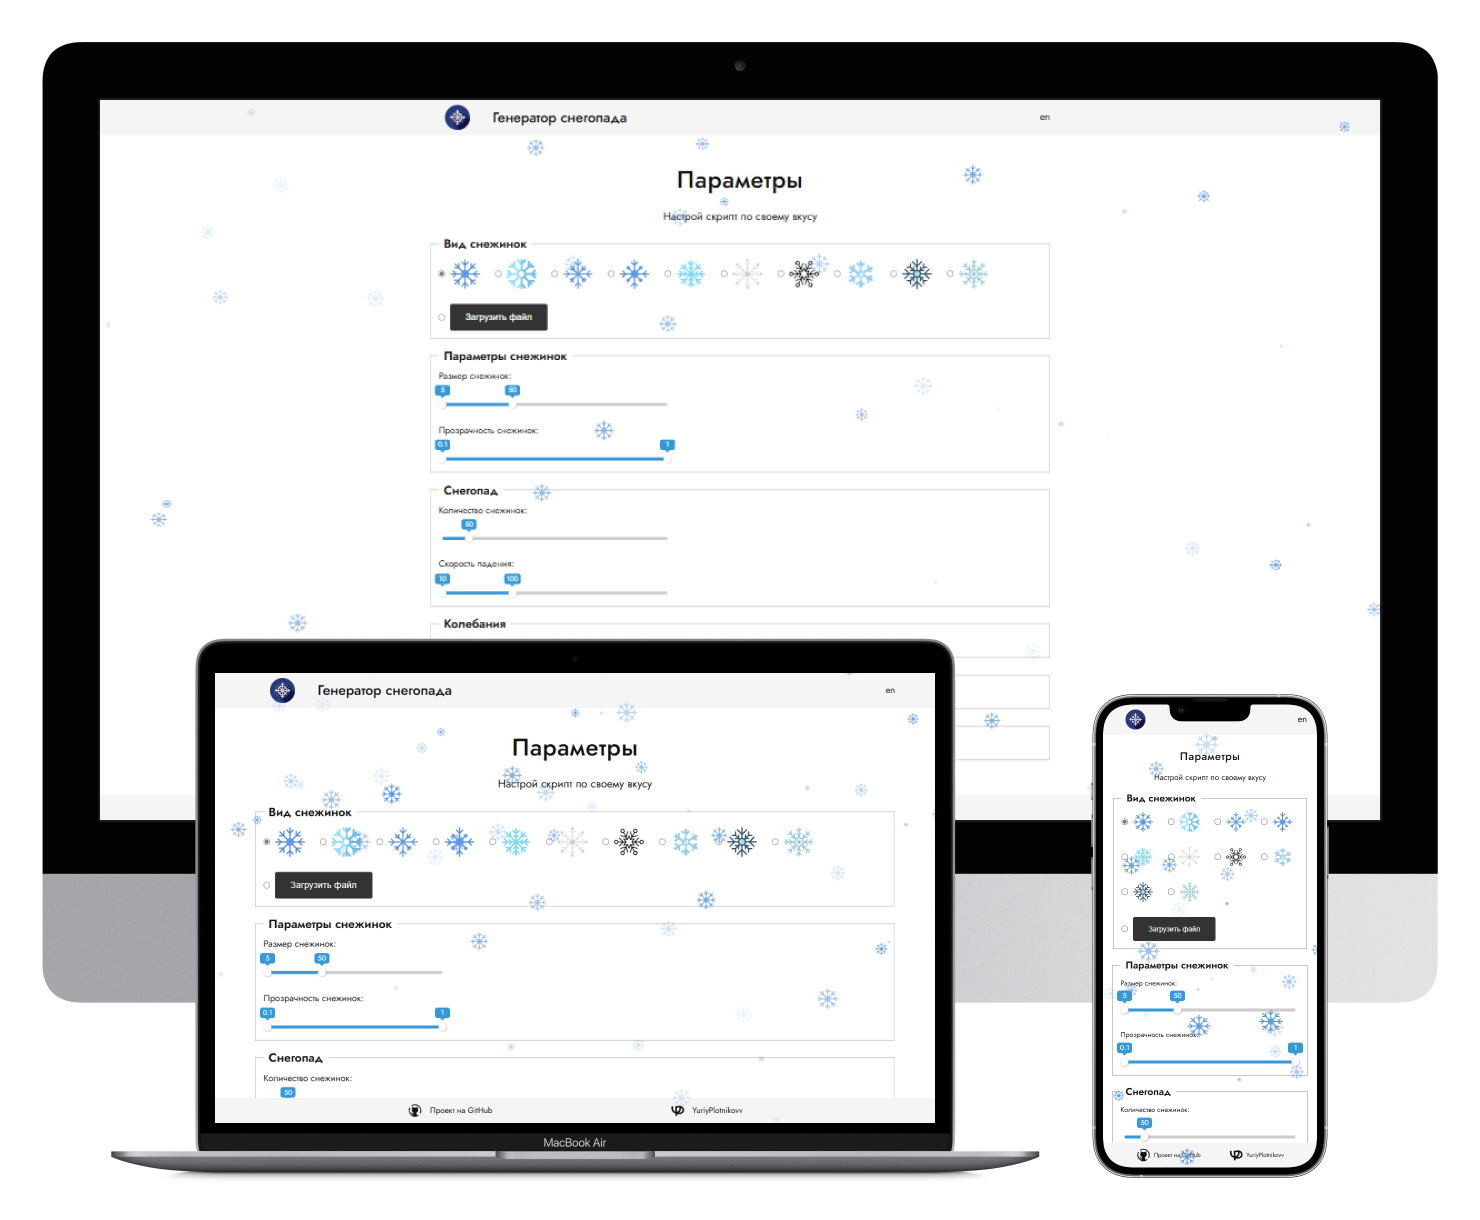 Генератор снегопада
en
Параметры
Настрой скрипт по своему вкусу
Вид снежинок
Загрузить файл
Параметры снежинок
Размер снежинок:
5 50
Прозрачность снежинок:
0.1 1
Снегопад
Количество снежинок:
50
Скорость падения:
10 100
Колебания
Генератор снегопада
en
Параметры
Настрой скрипт по своему вкусу
Вид снежинок
Загрузить файл
Параметры снежинок
Размер снежинок:
5 50
Прозрачность снежинок:
0.1 1
Снегопад
Количество снежинок:
50
Проект на GitHub
YuriyPlotnikovv
MacBook Air
en
Параметры
Настрой скрипт по своему вкусу
Вид снежинок
Загрузить файл
Параметры снежинок
Размер снежинок:
5 50
Прозрачность снежинок:
0.1 1
Снегопад
Количество снежинок:
50
Проект на GitHub
YuriyPlotnikovv